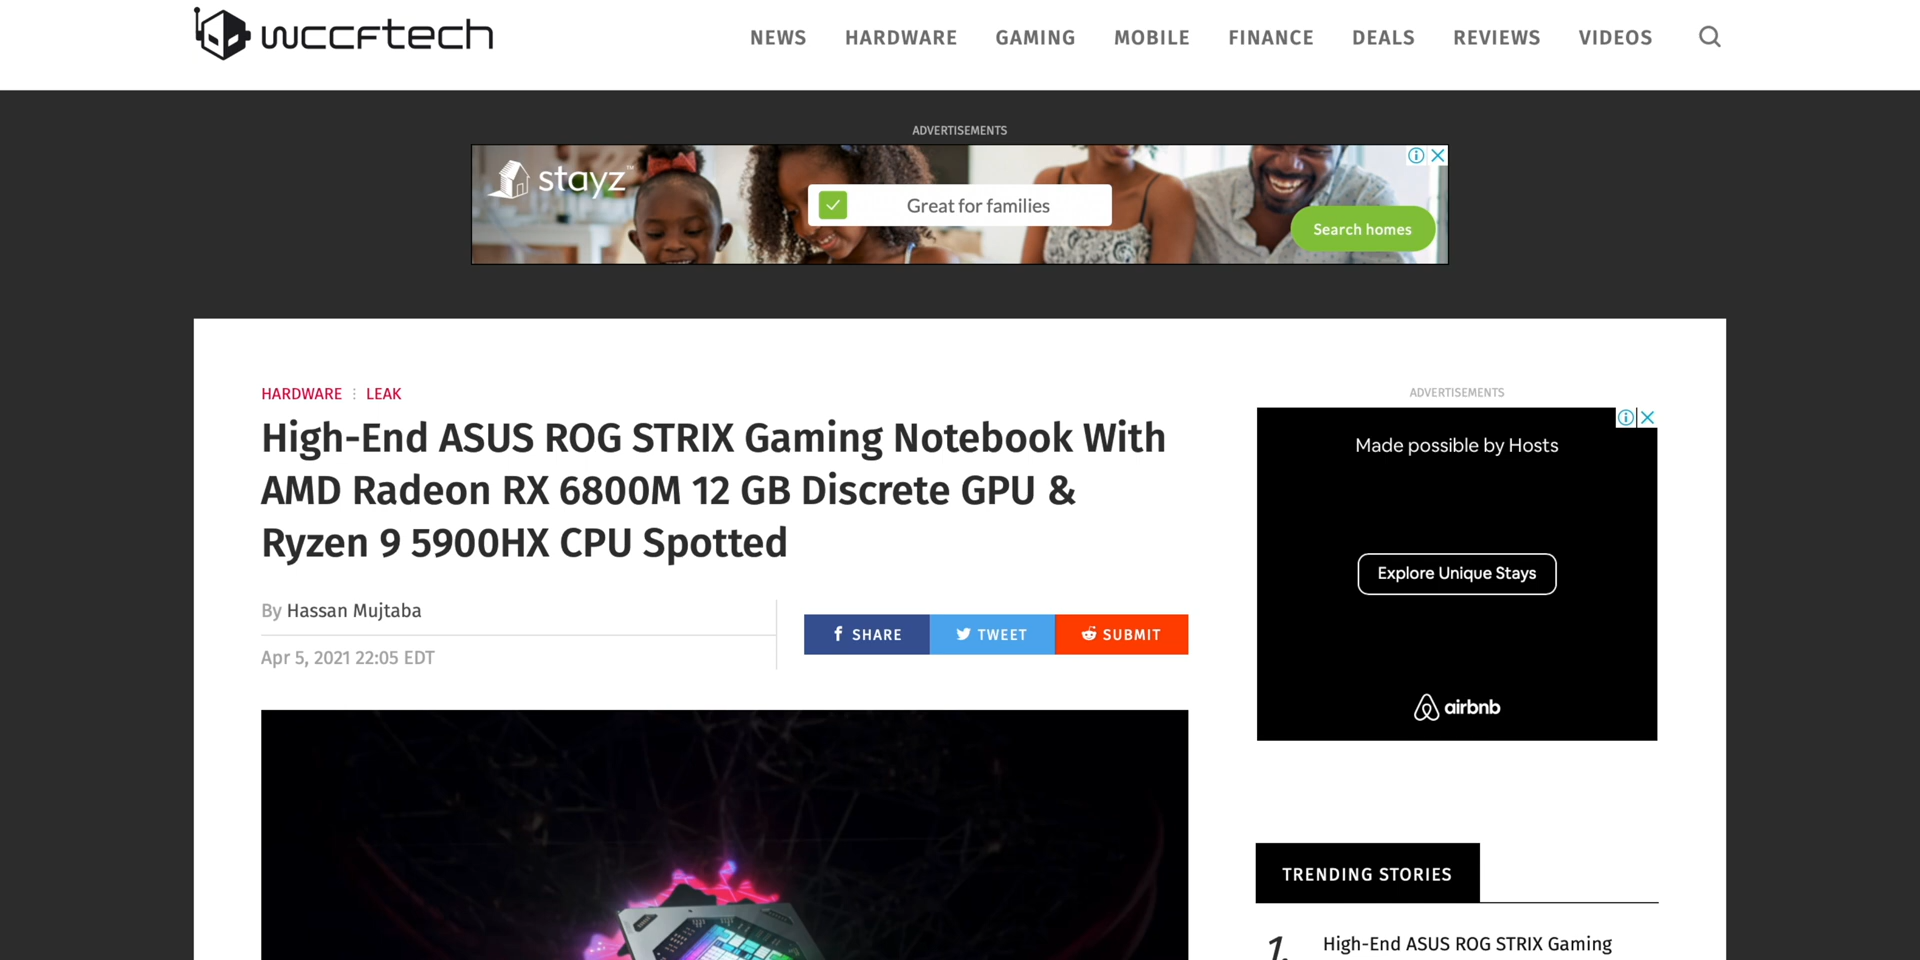 wccftech
NEWS HARDWARE GAMING MOBILE FINANCE DEALS REVIEWS VIDEOS
ADVERTISEMENTS
stayz™
Great for families
Search homes
HARDWARE LEAK
High-End ASUS ROG STRIX Gaming Notebook With
AMD Radeon RX 6800M 12 GB Discrete GPU &
Ryzen 9 5900HX CPU Spotted
By Hassan Mujtaba
Apr 5, 2021 22:05 EDT
SHARE TWEET SUBMIT
ADVERTISEMENTS
Made possible by Hosts
Explore Unique Stays
airbnb
TRENDING STORIES
1. High-End ASUS ROG STRIX Gaming